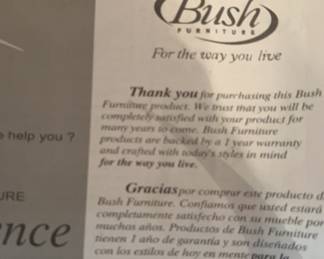 Bush
FURNITURE
For the way you live
Thank you for purchasing this Bush
Furniture product. We trust that you will be
completely satisfied with your product for
many years to come. Bush Furniture
products are backed by a 1 year warranty
and crafted with today's styles in mind
for the way you live.
e help you ?
Gracias por comprar este producto d
Bush Furniture. Confiamos que usted estará
completamente satisfecho con su mueble por
muchos años. Productos de Bush Furniture
tienen 1 año de garantía y son diseñados
con los estilos de hoy en mente para la
URE
nce